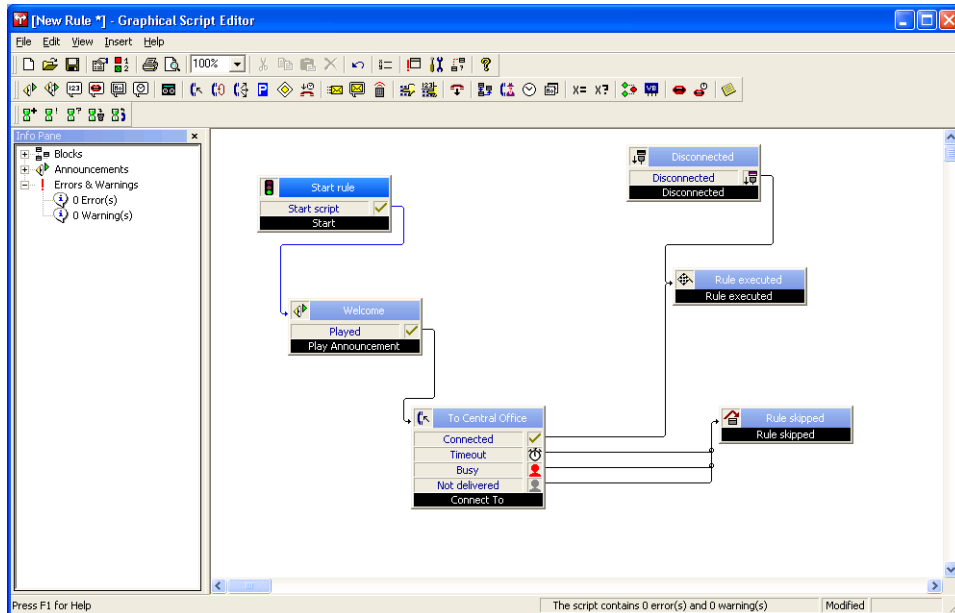 [New Rule *] - Graphical Script Editor
File Edit View Insert Help
100%
Info Pane
Blocks
Announcements
Errors & Warnings
0 Error(s)
0 Warning(s)
Start rule
Start script
Start
Disconnected
Disconnected
Disconnected
Rule executed
Rule executed
Welcome
Played
Play Announcement
To Central Office
Connected
Timeout
Busy
Not delivered
Connect To
Rule skipped
Rule skipped
Press F1 for Help
The script contains 0 error(s) and 0 warning(s)
Modified